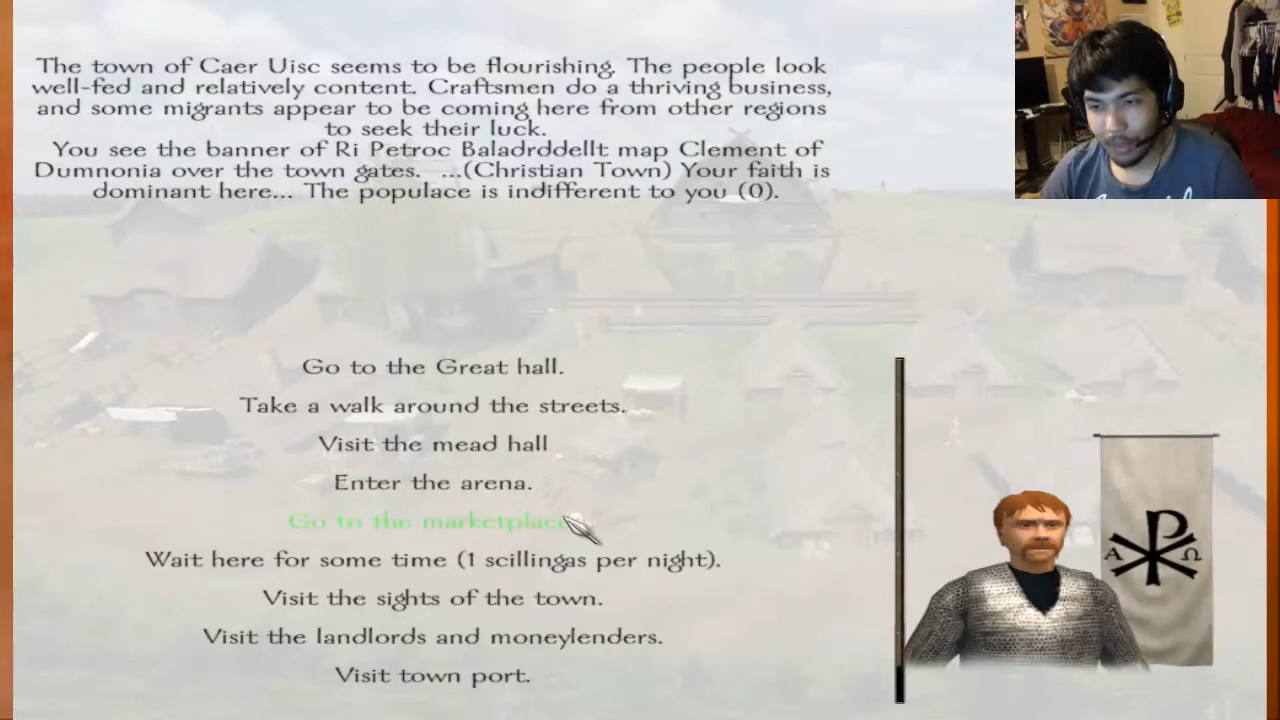 The town of Caer Uisc seems to be flourishing. The people look
well-fed and relatively content. Craftsmen do a thriving business,
and some migrants appear to be coming here from other regions
to seek their luck.
You see the banner of Ri Petroc Baladrddellt map Clement of
Dumnonia over the town gates. ...(Christian Town) Your faith is
dominant here... The populace is indifferent to you (0).
Go to the Great hall.
Take a walk around the streets.
Visit the mead hall
Enter the arena.
Go to the marketplace
Wait here for some time (1 scillingas per night).
Visit the sights of the town.
Visit the landlords and moneylenders.
Visit town port.
Α Ω